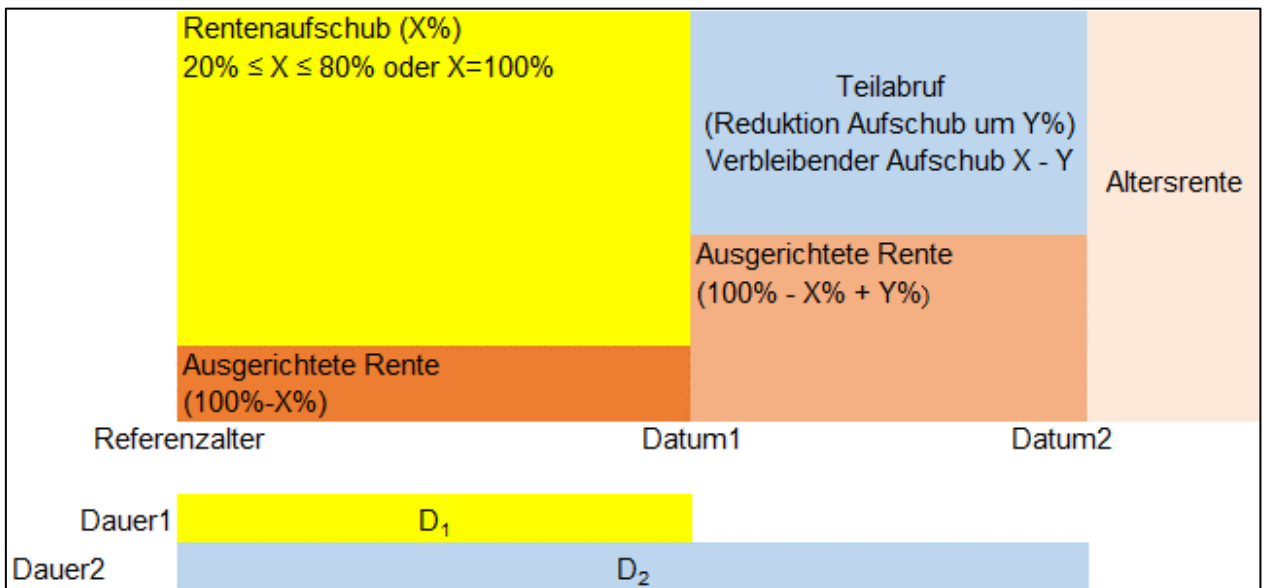 Rentenaufschub (X%)
20% ≤ X ≤ 80% oder X=100%
Teilabruf
(Reduktion Aufschub um Y%)
Verbleibender Aufschub X - Y
Altersrente
Ausgerichtete Rente
(100% - X% + Y%)
Ausgerichtete Rente
(100%-X%)
Referenzalter
Datum1
Datum2
Dauer1
D₁
Dauer2
D₂